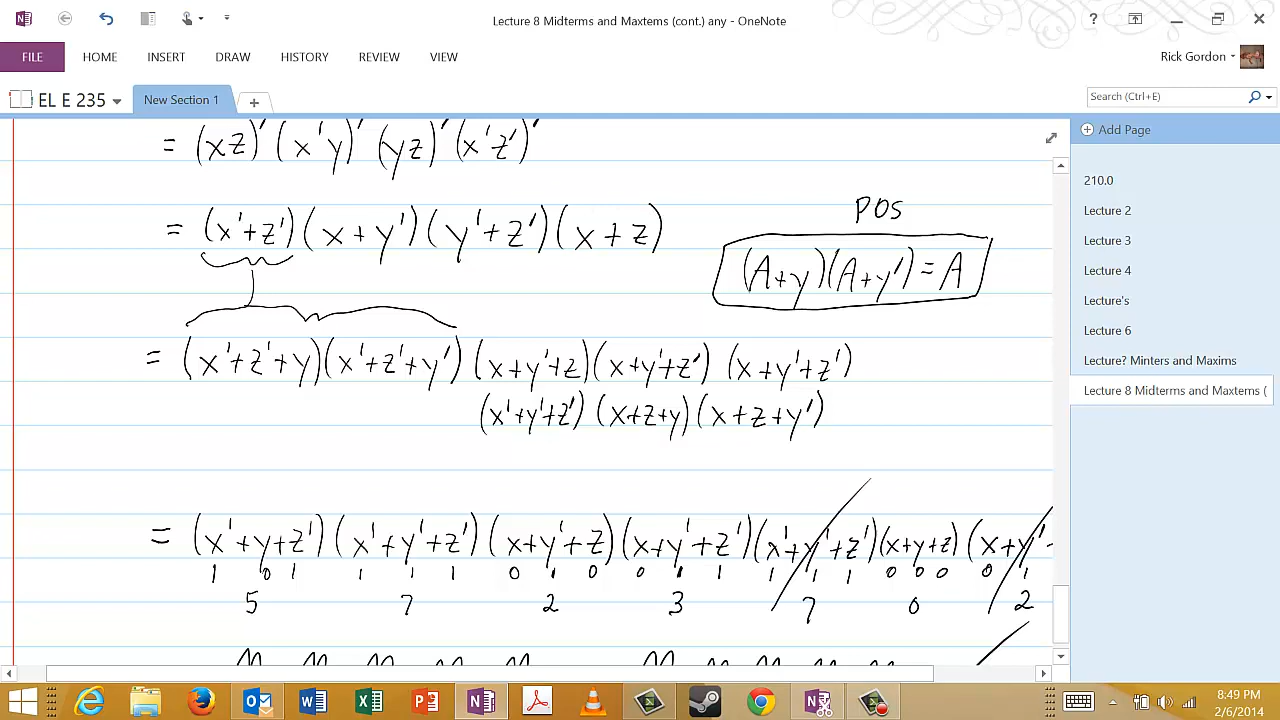 Lecture 8 Midterms and Maxtems (cont.) any - OneNote
?
FILE HOME INSERT DRAW HISTORY REVIEW VIEW
Rick Gordon
EL E 235 New Section 1
Search (Ctrl+E)
Add Page
210.0
Lecture 2
Lecture 3
Lecture 4
Lecture's
Lecture 6
Lecture? Minters and Maxims
Lecture 8 Midterms and Maxtems (
= (xz)' (x'y)' (yz)' (x'z')'
= (x'+z')(x+y')(y'+z')(x+z)
POS
(A+y)(A+y') = A
= (x'+z'+y)(x'+z'+y')(x+y'+z)(x+y'+z') (x+y'+z')
(x'+y'+z') (x+z+y)(x+z+y')
= (x'+y+z') (x'+y'+z') (x+y'+z)(x+y'+z')(x'+y'+z')(x+y+z)(x+y'+
1 0 1 1 1 1 0 1 0 0 1 1 1 1 1 0 0 0 0 1
5 7 2 3 7 0 2
8:49 PM
2/6/2014